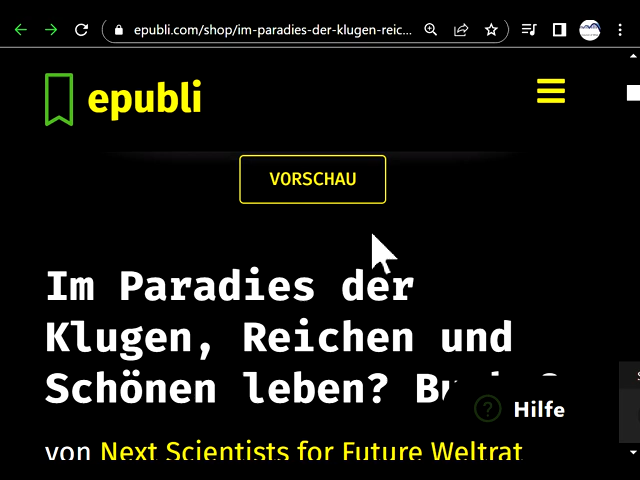 epubli.com/shop/im-paradies-der-klugen-reic...
epubli
VORSCHAU
Im Paradies der
Klugen, Reichen und
Schönen leben?
Hilfe
von Next Scientists for Future Weltrat